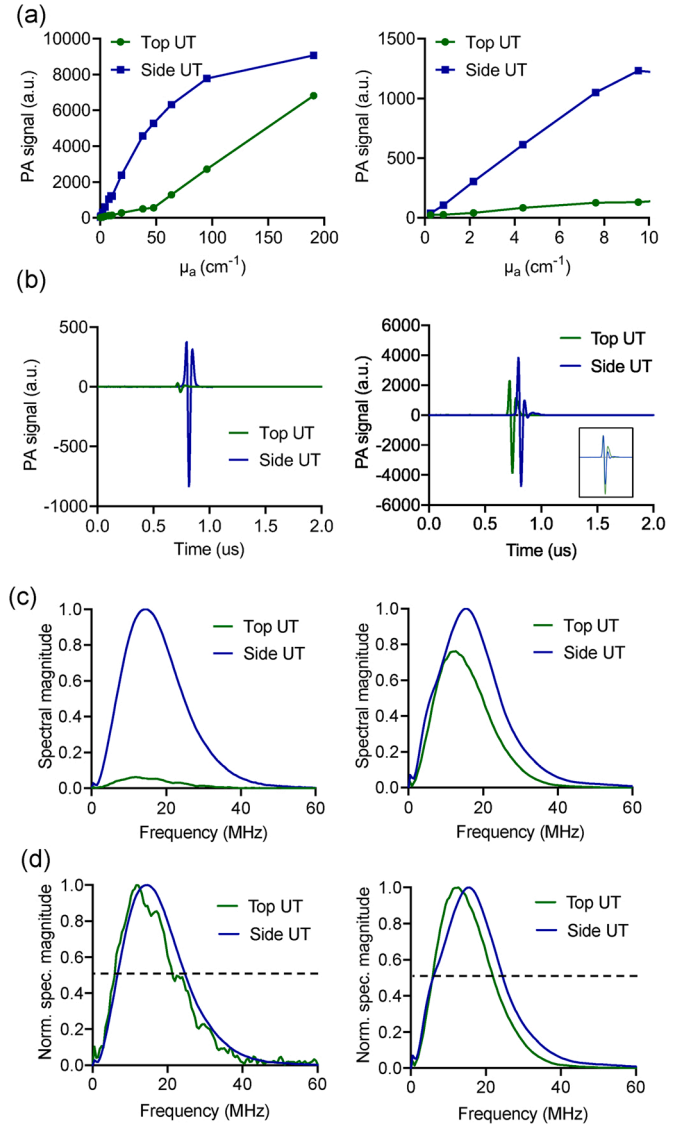 (a)
PA signal (a.u.)
10000
8000
6000
4000
2000
0
0
50
100
150
200
μa (cm-1)
Top UT
Side UT
PA signal (a.u.)
1500
1000
500
0
0
2
4
6
8
10
μa (cm-1)
Top UT
Side UT
(b)
PA signal (a.u.)
500
0
-500
-1000
0.0
0.5
1.0
1.5
2.0
Time (us)
Top UT
Side UT
PA signal (a.u.)
6000
4000
2000
0
-2000
-4000
-6000
0.0
0.5
1.0
1.5
2.0
Time (us)
Top UT
Side UT
(c)
Spectral magnitude
1.0
0.8
0.6
0.4
0.2
0.0
0
20
40
60
Frequency (MHz)
Top UT
Side UT
Spectral magnitude
1.0
0.8
0.6
0.4
0.2
0.0
0
20
40
60
Frequency (MHz)
Top UT
Side UT
(d)
Norm. spec. magnitude
1.0
0.8
0.6
0.4
0.2
0.0
0
20
40
60
Frequency (MHz)
Top UT
Side UT
Norm. spec. magnitude
1.0
0.8
0.6
0.4
0.2
0.0
0
20
40
60
Frequency (MHz)
Top UT
Side UT